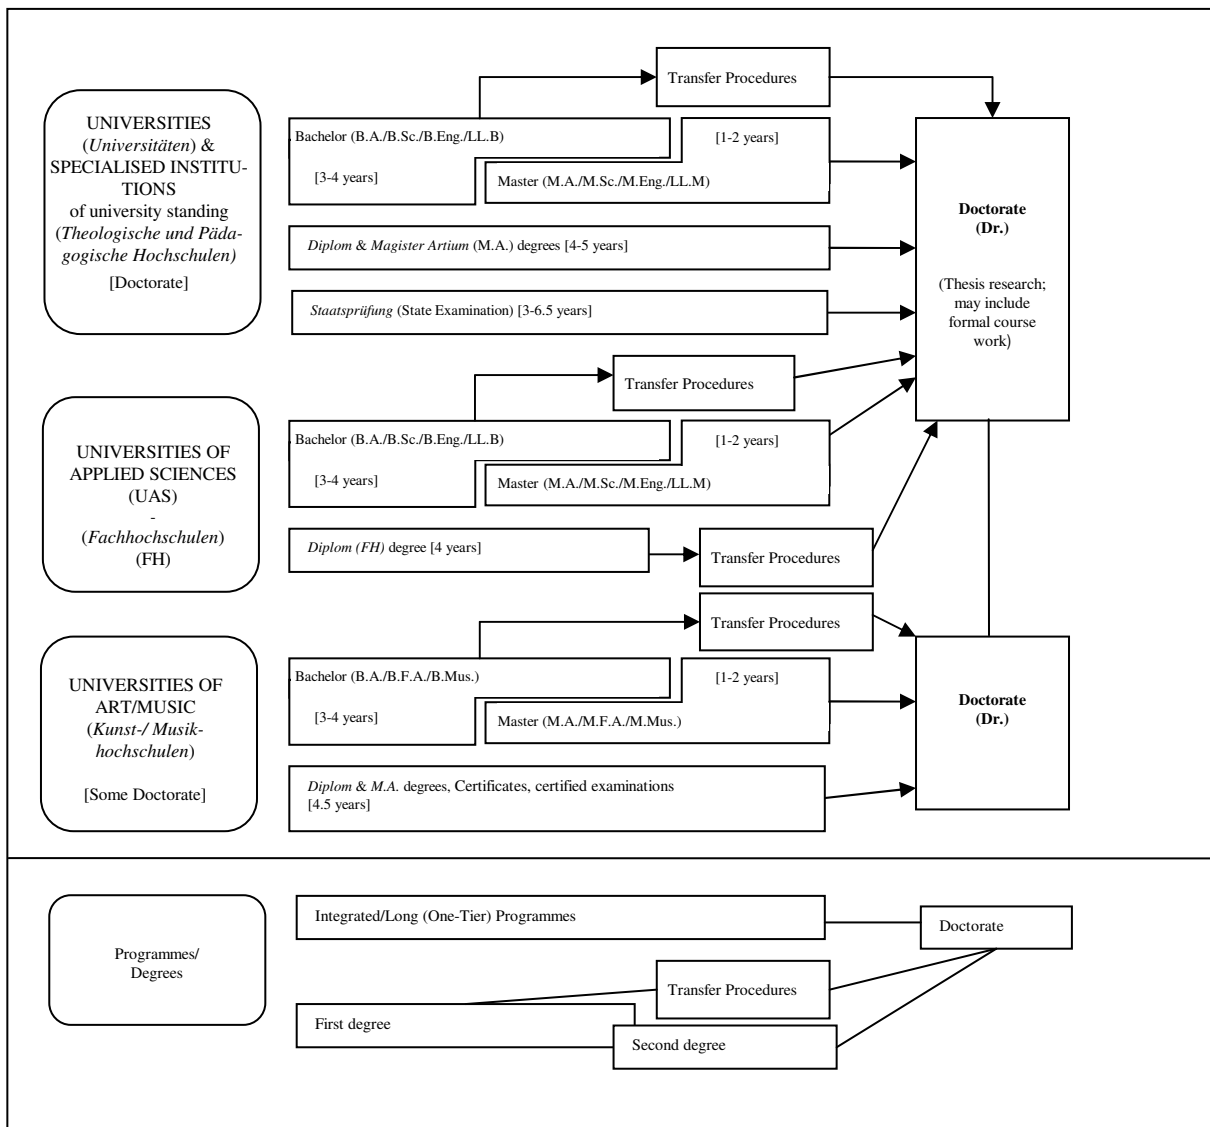 Transfer Procedures
UNIVERSITIES
(Universitäten) &
SPECIALISED INSTITU-
TIONS
of university standing
(Theologische und Päda-
gogische Hochschulen)
[Doctorate]
Bachelor (B.A./B.Sc./B.Eng./LL.B)
[3-4 years]
[1-2 years]
Master (M.A./M.Sc./M.Eng./LL.M)
Diplom & Magister Artium (M.A.) degrees [4-5 years]
Staatsprüfung (State Examination) [3-6.5 years]
Doctorate
(Dr.)
(Thesis research;
may include
formal course
work)
Transfer Procedures
UNIVERSITIES OF
APPLIED SCIENCES
(UAS)
-
(Fachhochschulen)
(FH)
Bachelor (B.A./B.Sc./B.Eng./LL.B)
[3-4 years]
[1-2 years]
Master (M.A./M.Sc./M.Eng./LL.M)
Diplom (FH) degree [4 years]
Transfer Procedures
Transfer Procedures
UNIVERSITIES OF
ART/MUSIC
(Kunst-/ Musik-
hochschulen)
[Some Doctorate]
Bachelor (B.A./B.F.A./B.Mus.)
[3-4 years]
[1-2 years]
Master (M.A./M.F.A./M.Mus.)
Diplom & M.A. degrees, Certificates, certified examinations
[4.5 years]
Doctorate
(Dr.)
Programmes/
Degrees
Integrated/Long (One-Tier) Programmes
Doctorate
Transfer Procedures
First degree
Second degree